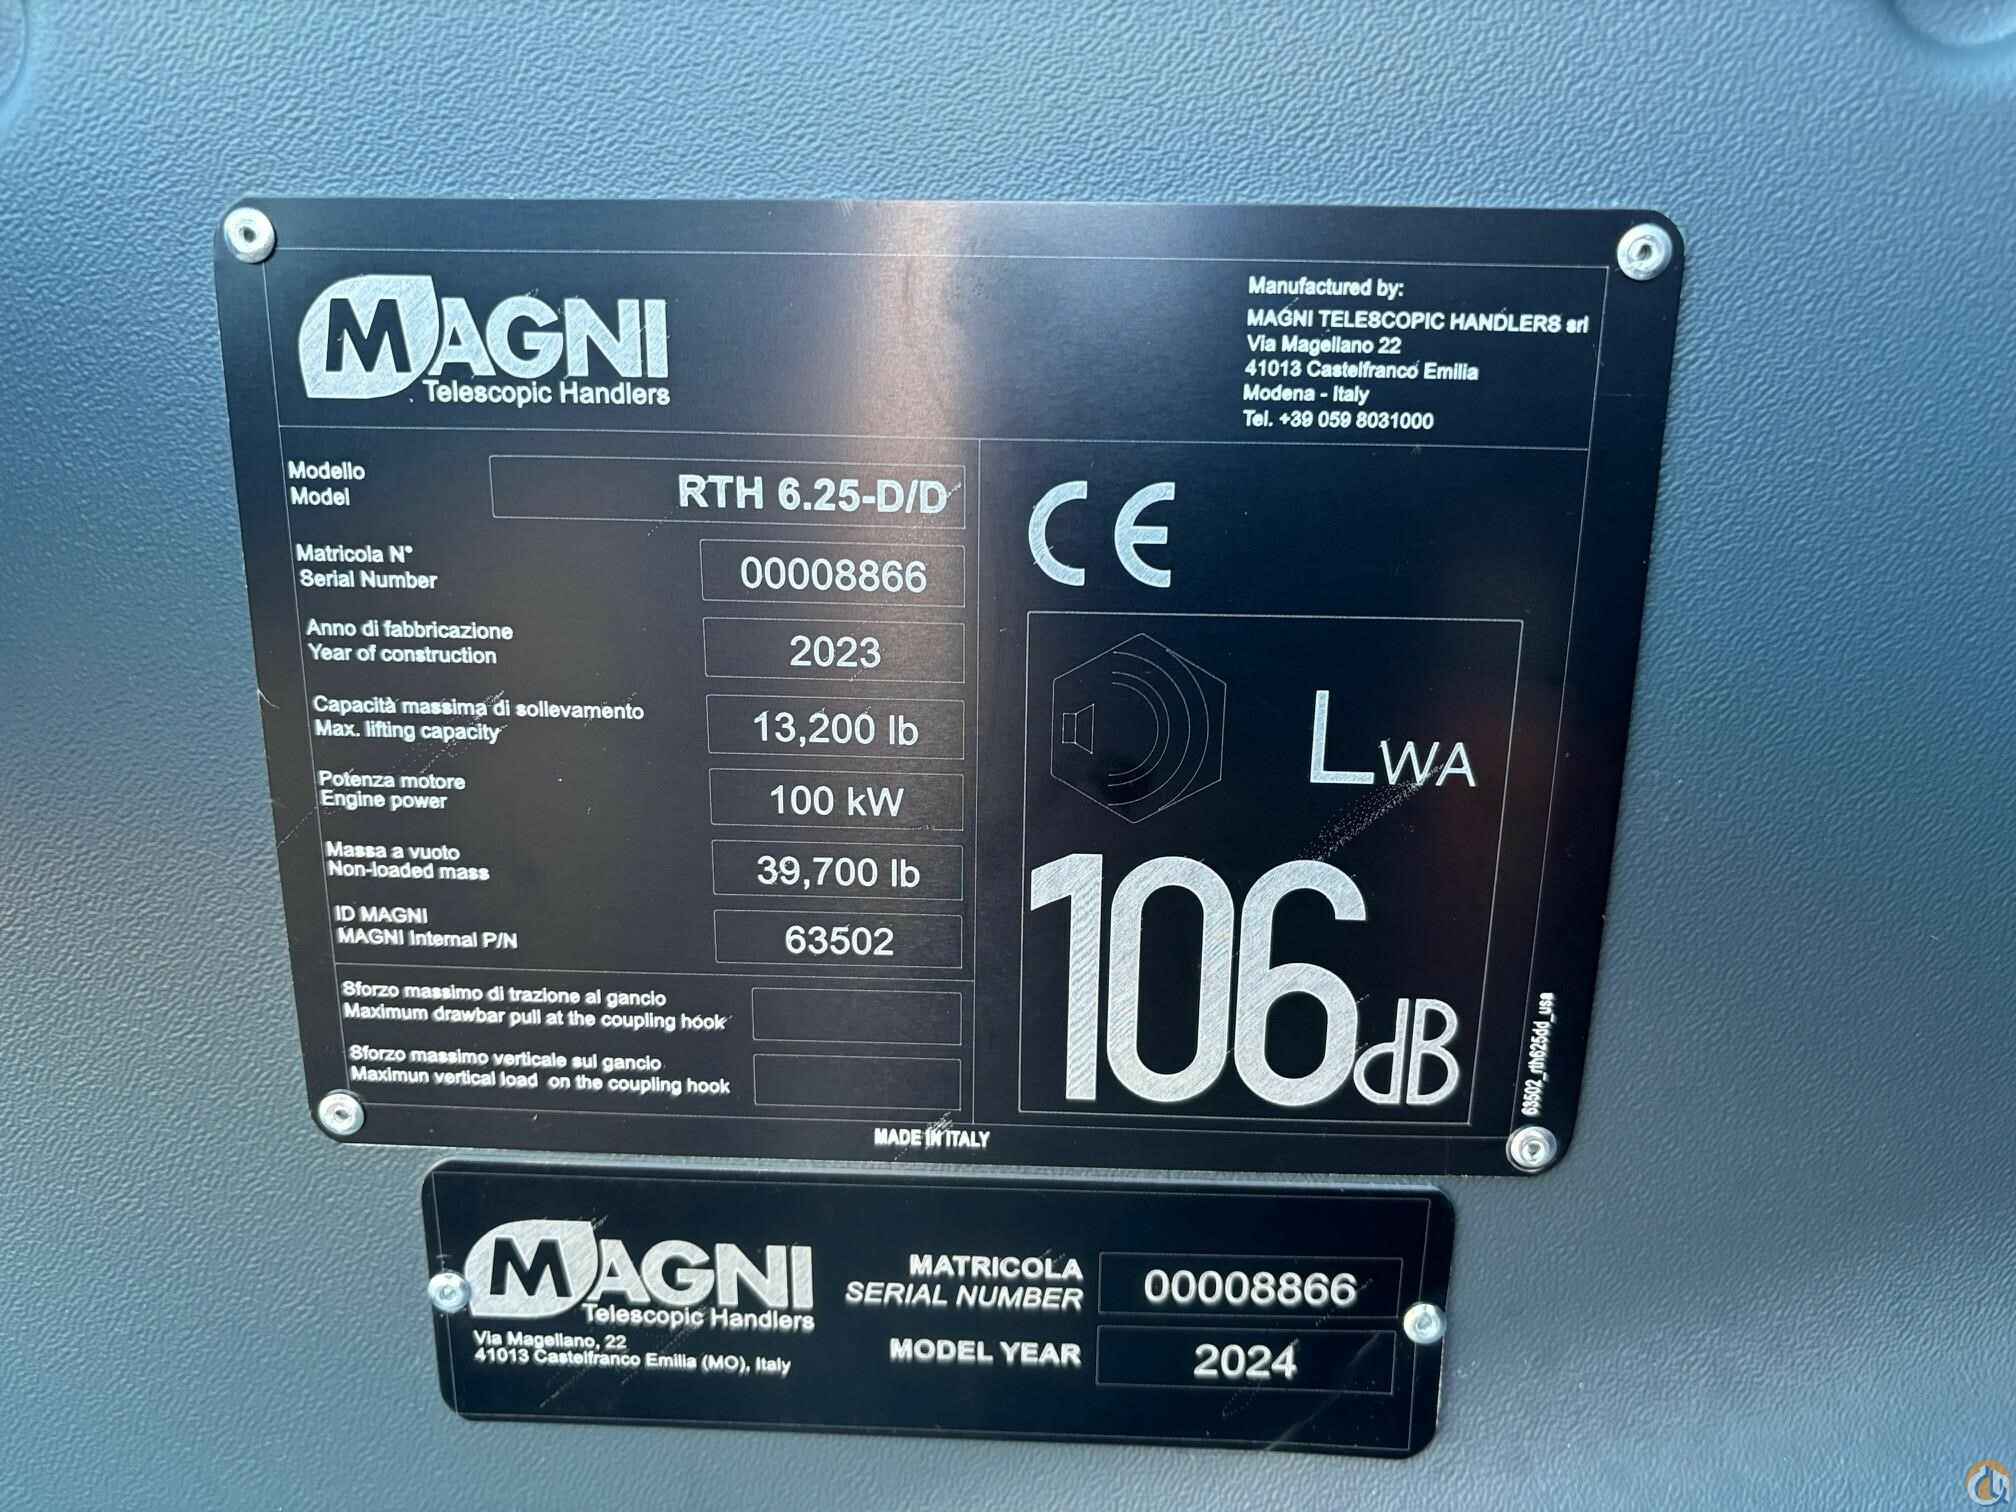 MAGNI
Telescopic Handlers
Manufactured by:
MAGNI TELESCOPIC HANDLERS srl
Via Magellano 22
41013 Castelfranco Emilia
Modena - Italy
Tel. +39 059 8031000
Modello
Model
RTH 6.25-D/D
Matricola N°
Serial Number
00008866
Anno di fabbricazione
Year of construction
2023
Capacità massima di sollevamento
Max. lifting capacity
13,200 lb
Potenza motore
Engine power
100 kW
Massa a vuoto
Non-loaded mass
39,700 lb
ID MAGNI
MAGNI Internal P/N
63502
Sforzo massimo di trazione al gancio
Maximum drawbar pull at the coupling hook
Sforzo massimo verticale sul gancio
Maximun vertical load on the coupling hook
CE
LWA
106dB
63502_rth625dd_usa
MADE IN ITALY
MAGNI
Telescopic Handlers
Via Magellano, 22
41013 Castelfranco Emilia (MO), Italy
MATRICOLA
SERIAL NUMBER
00008866
MODEL YEAR
2024